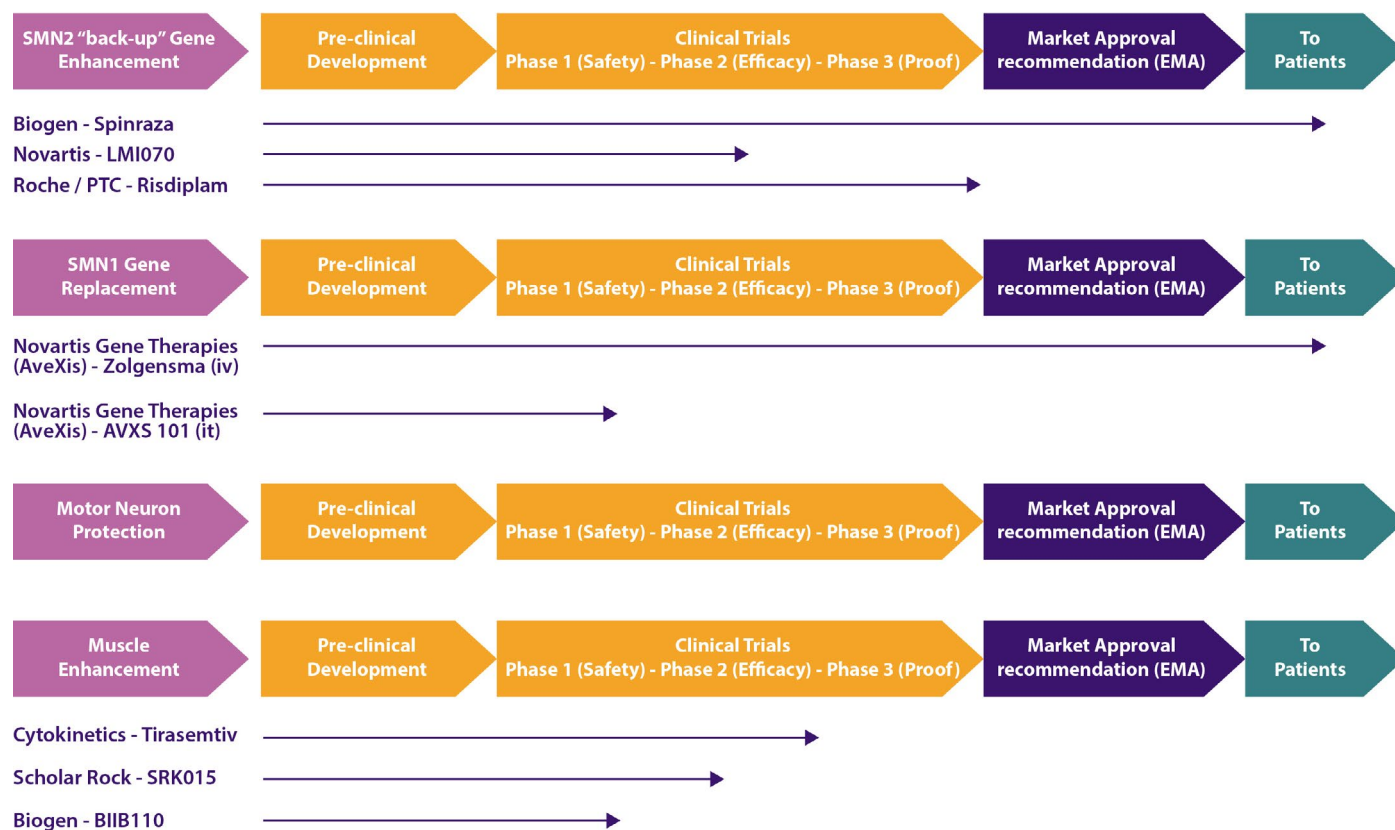 SMN2 “back-up” Gene
Enhancement
Pre-clinical
Development
Clinical Trials
Phase 1 (Safety) - Phase 2 (Efficacy) - Phase 3 (Proof)
Market Approval
recommendation (EMA)
To
Patients
Biogen - Spinraza
Novartis - LMI070
Roche / PTC - Risdiplam
SMN1 Gene
Replacement
Pre-clinical
Development
Clinical Trials
Phase 1 (Safety) - Phase 2 (Efficacy) - Phase 3 (Proof)
Market Approval
recommendation (EMA)
To
Patients
Novartis Gene Therapies
(AveXis) - Zolgensma (iv)
Novartis Gene Therapies
(AveXis) - AVXS 101 (it)
Motor Neuron
Protection
Pre-clinical
Development
Clinical Trials
Phase 1 (Safety) - Phase 2 (Efficacy) - Phase 3 (Proof)
Market Approval
recommendation (EMA)
To
Patients
Muscle
Enhancement
Pre-clinical
Development
Clinical Trials
Phase 1 (Safety) - Phase 2 (Efficacy) - Phase 3 (Proof)
Market Approval
recommendation (EMA)
To
Patients
Cytokinetics - Tirasemtiv
Scholar Rock - SRK015
Biogen - BIIB110